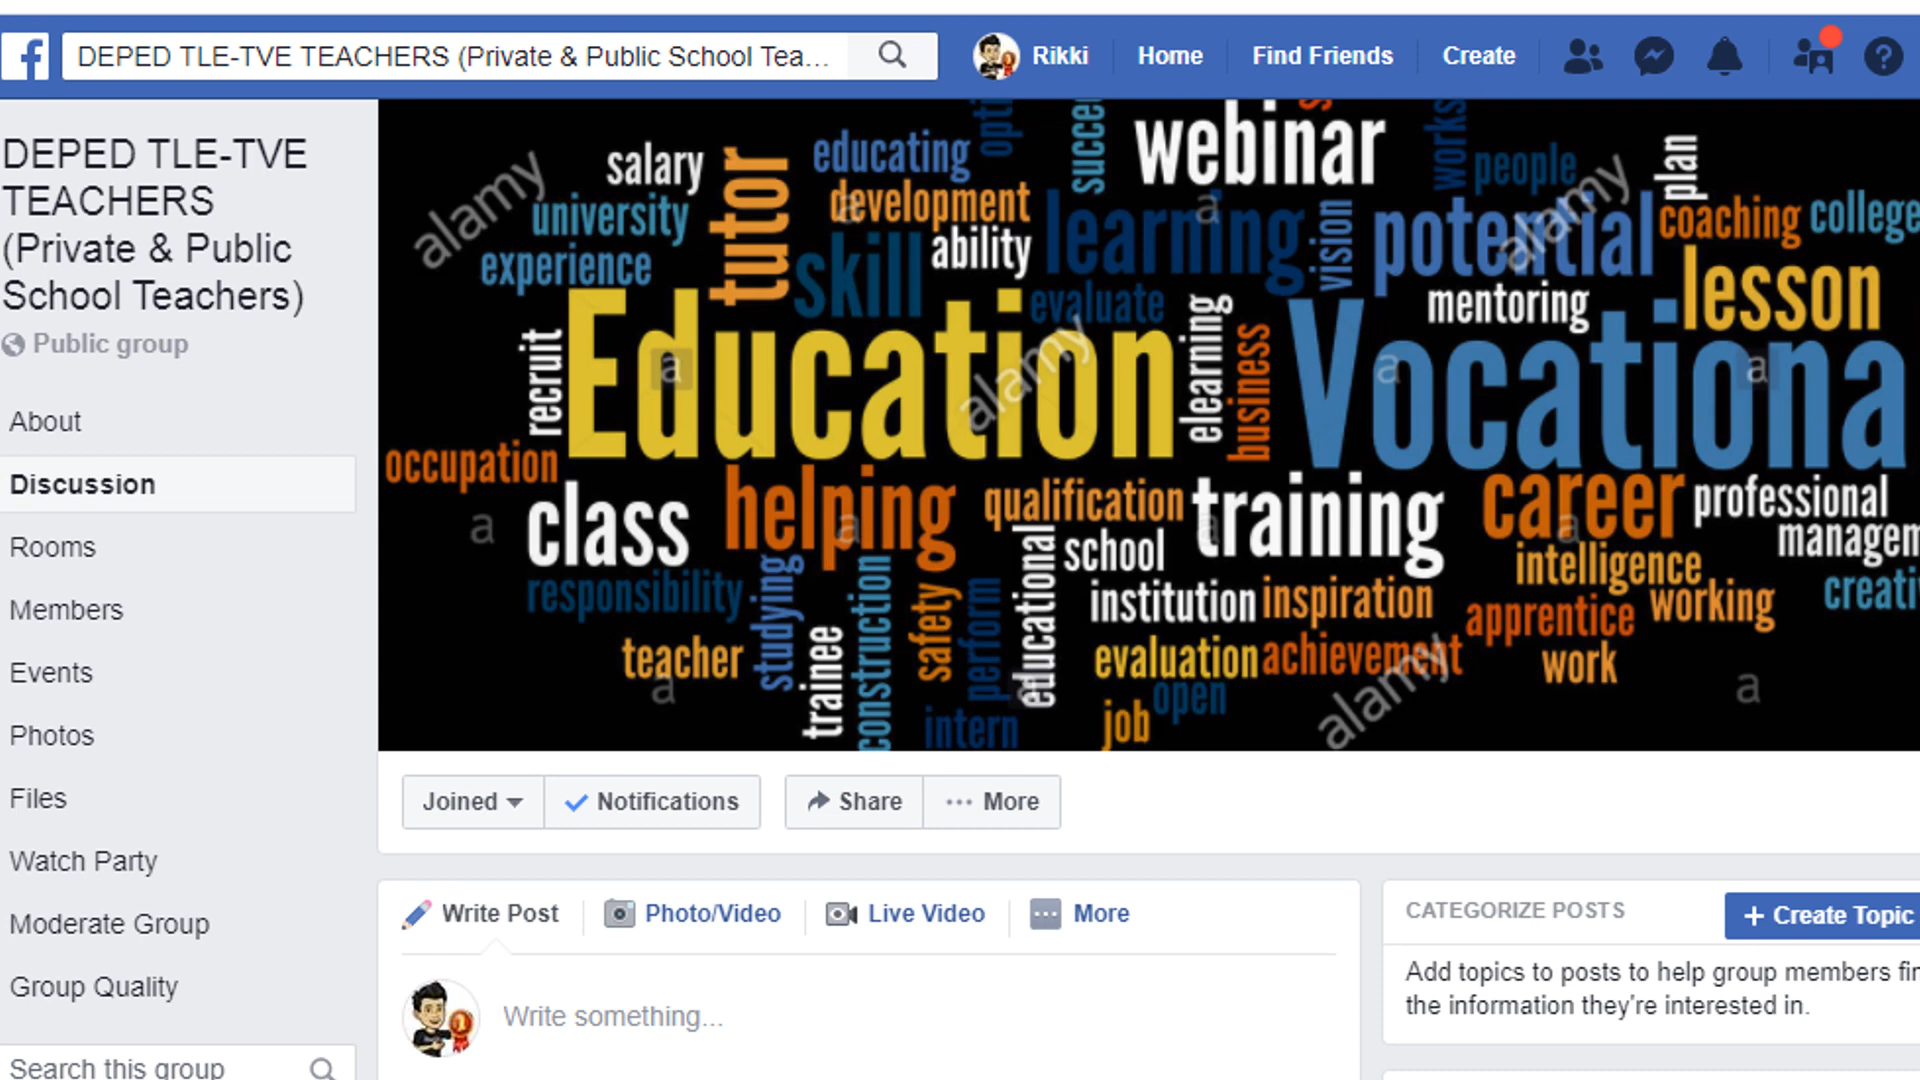 DEPED TLE-TVE TEACHERS (Private & Public School Tea...
Rikki
Home
Find Friends
Create
DEPED TLE-TVE
TEACHERS
(Private & Public
School Teachers)
Public group
About
Discussion
Rooms
Members
Events
Photos
Files
Watch Party
Moderate Group
Group Quality
Search this group
salary
tutor
educating
webinar
people
plan
university
development
learning
vision
potential
coaching
college
experience
skill
ability
evaluate
mentoring
lesson
recruit
Education
elearning
business
Vocationa
occupation
class
helping
qualification
training
career
professional
school
managem
intelligence
responsibility
studying
construction
safety
perform
educational
institution
inspiration
apprentice
working
creati
teacher
trainee
evaluation
achievement
work
intern
job
open
alamy
alamy
alamy
alamy
Joined
Notifications
Share
More
Write Post
Photo/Video
Live Video
More
Write something...
CATEGORIZE POSTS
+ Create Topic
Add topics to posts to help group members fin
the information they're interested in.